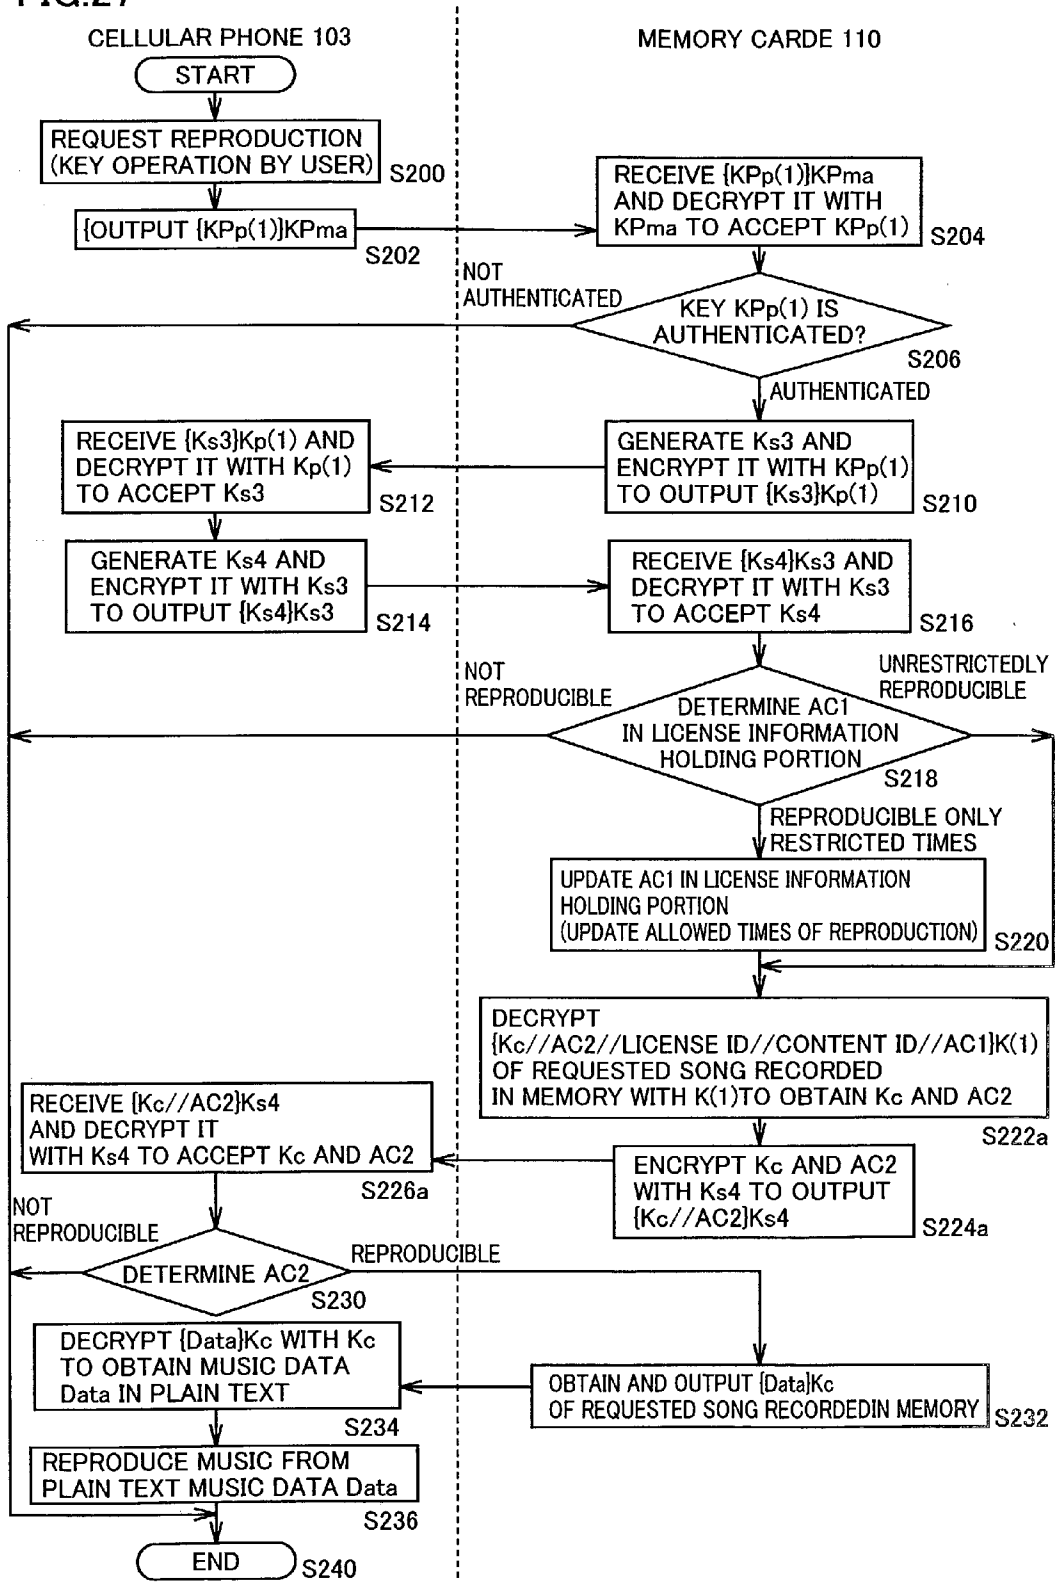 FIG.27
CELLULAR PHONE 103
MEMORY CARDE 110
START
REQUEST REPRODUCTION
(KEY OPERATION BY USER)
S200
{OUTPUT {KPp(1)}KPma
S202
RECEIVE {KPp(1)}KPma
AND DECRYPT IT WITH
KPma TO ACCEPT KPp(1)
S204
NOT
AUTHENTICATED
KEY KPp(1) IS
AUTHENTICATED?
S206
AUTHENTICATED
GENERATE Ks3 AND
ENCRYPT IT WITH KPp(1)
TO OUTPUT {Ks3}Kp(1)
S210
RECEIVE {Ks3}Kp(1) AND
DECRYPT IT WITH Kp(1)
TO ACCEPT Ks3
S212
GENERATE Ks4 AND
ENCRYPT IT WITH Ks3
TO OUTPUT {Ks4}Ks3
S214
RECEIVE {Ks4}Ks3 AND
DECRYPT IT WITH Ks3
TO ACCEPT Ks4
S216
NOT
REPRODUCIBLE
UNRESTRICTEDLY
REPRODUCIBLE
DETERMINE AC1
IN LICENSE INFORMATION
HOLDING PORTION
S218
REPRODUCIBLE ONLY
RESTRICTED TIMES
UPDATE AC1 IN LICENSE INFORMATION
HOLDING PORTION
(UPDATE ALLOWED TIMES OF REPRODUCTION)
S220
DECRYPT
{Kc//AC2//LICENSE ID//CONTENT ID//AC1}K(1)
OF REQUESTED SONG RECORDED
IN MEMORY WITH K(1)TO OBTAIN Kc AND AC2
S222a
ENCRYPT Kc AND AC2
WITH Ks4 TO OUTPUT
{Kc//AC2}Ks4
S224a
RECEIVE {Kc//AC2}Ks4
AND DECRYPT IT
WITH Ks4 TO ACCEPT Kc AND AC2
S226a
NOT
REPRODUCIBLE
DETERMINE AC2
S230
REPRODUCIBLE
OBTAIN AND OUTPUT {Data}Kc
OF REQUESTED SONG RECORDEDIN MEMORY
S232
DECRYPT {Data}Kc WITH Kc
TO OBTAIN MUSIC DATA
Data IN PLAIN TEXT
S234
REPRODUCE MUSIC FROM
PLAIN TEXT MUSIC DATA Data
S236
END
S240